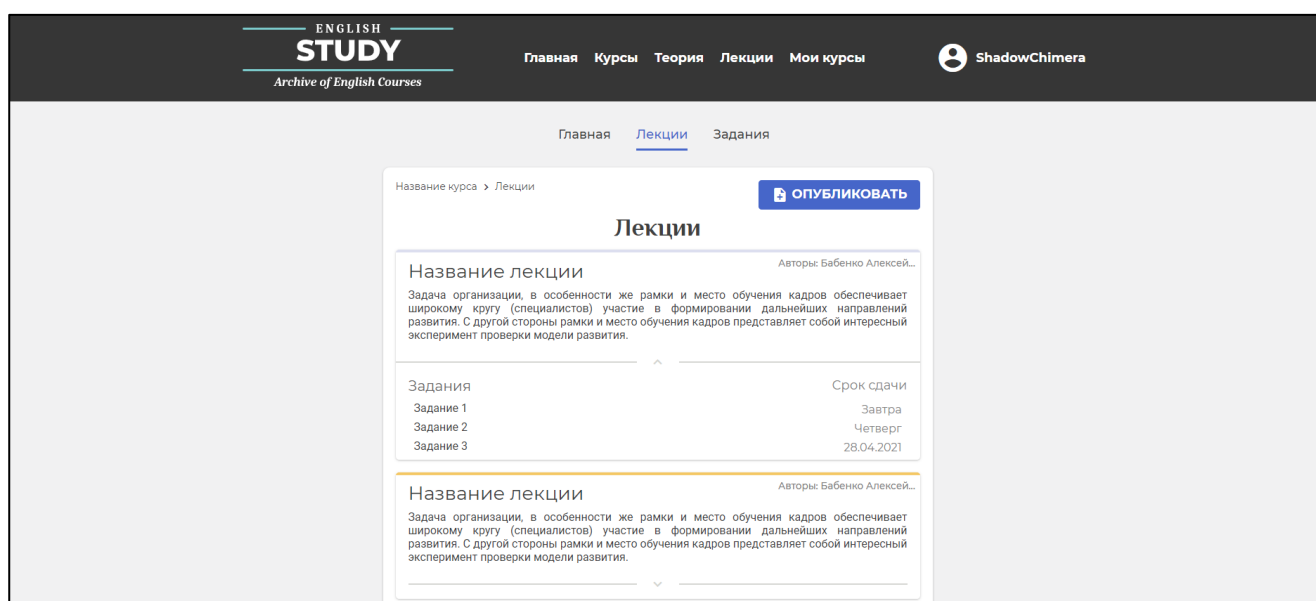 ENGLISH
STUDY
Archive of English Courses
Главная Курсы Теория Лекции Мои курсы
ShadowChimera
Главная Лекции Задания
Название курса > Лекции
ОПУБЛИКОВАТЬ
Лекции
Название лекции
Авторы: Бабенко Алексей...
Задача организации, в особенности же рамки и место обучения кадров обеспечивает
широкому кругу (специалистов) участие в формировании дальнейших направлений
развития. С другой стороны рамки и место обучения кадров представляет собой интересный
эксперимент проверки модели развития.
Задания Срок сдачи
Задание 1 Завтра
Задание 2 Четверг
Задание 3 28.04.2021
Название лекции
Авторы: Бабенко Алексей...
Задача организации, в особенности же рамки и место обучения кадров обеспечивает
широкому кругу (специалистов) участие в формировании дальнейших направлений
развития. С другой стороны рамки и место обучения кадров представляет собой интересный
эксперимент проверки модели развития.